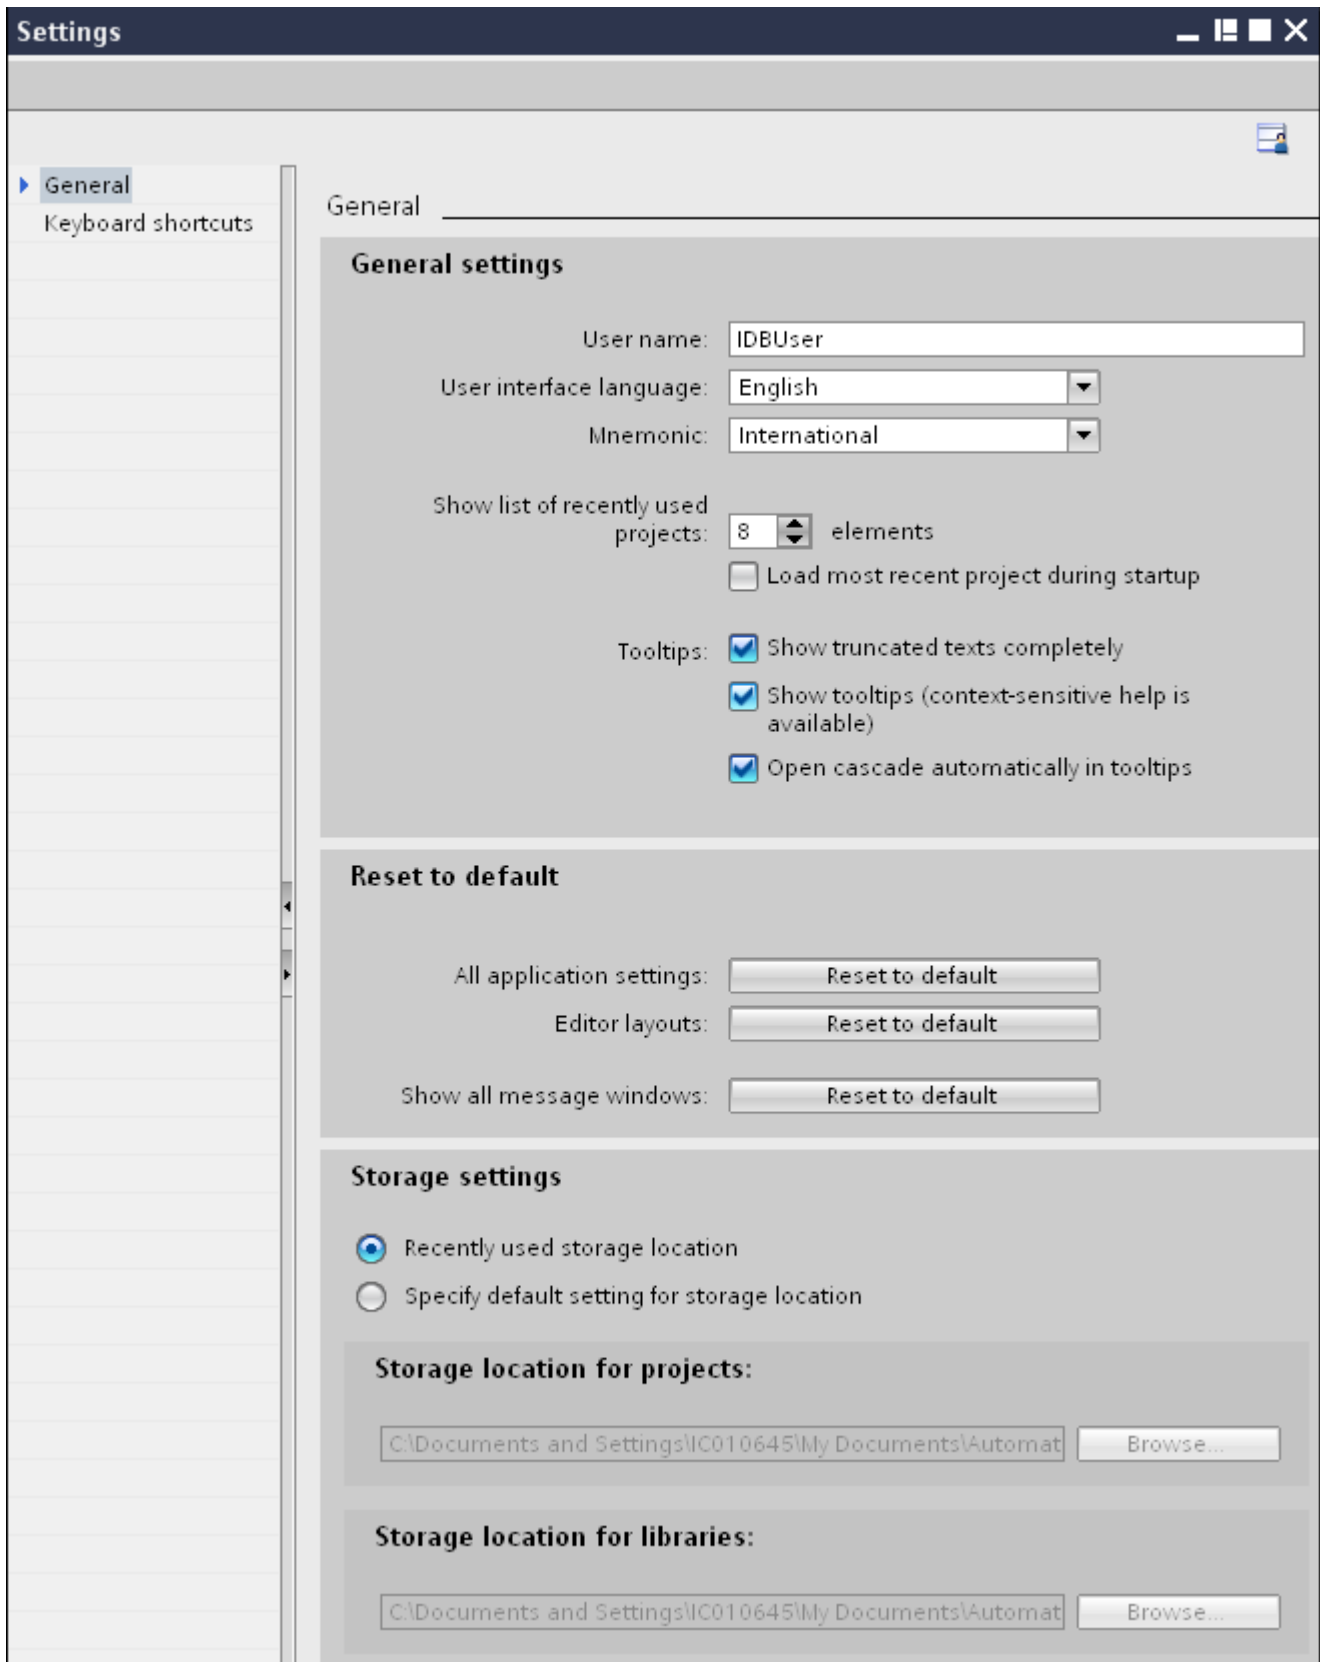 Settings
General
Keyboard shortcuts
General
General settings
User name: IDBUser
User interface language: English
Mnemonic: International
Show list of recently used
projects: 8 elements
Load most recent project during startup
Tooltips: Show truncated texts completely
Show tooltips (context-sensitive help is
available)
Open cascade automatically in tooltips
Reset to default
All application settings: Reset to default
Editor layouts: Reset to default
Show all message windows: Reset to default
Storage settings
Recently used storage location
Specify default setting for storage location
Storage location for projects:
C:\Documents and Settings\IC010645\My Documents\Automat Browse...
Storage location for libraries:
C:\Documents and Settings\IC010645\My Documents\Automat Browse...